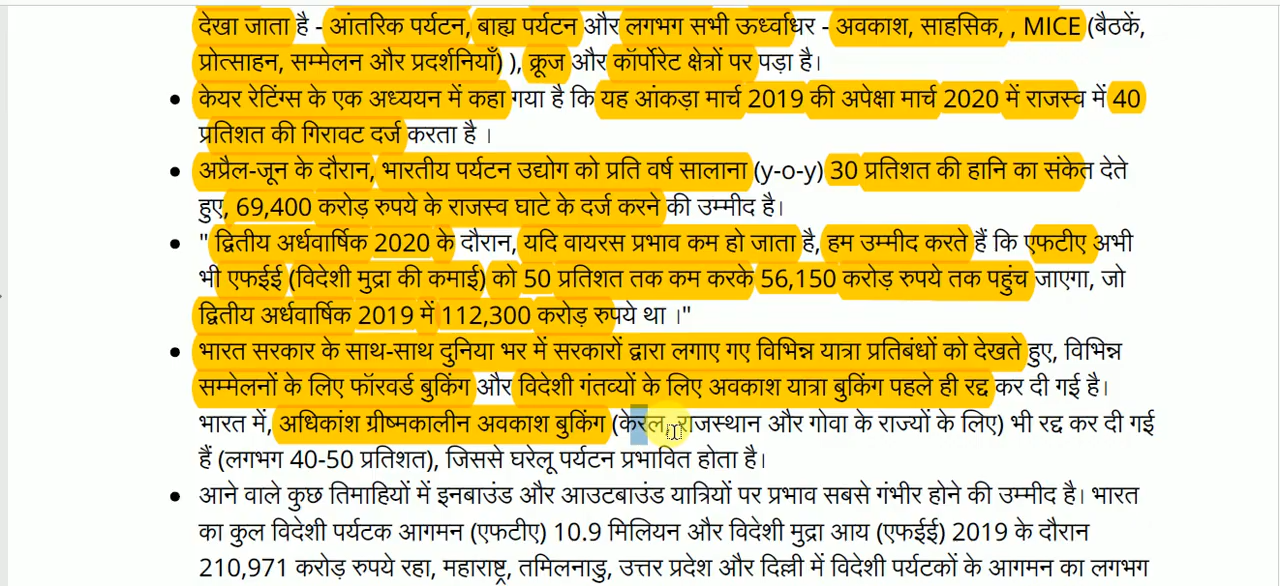 देखा जाता है - आंतरिक पर्यटन, बाह्य पर्यटन और लगभग सभी ऊर्ध्वाधर - अवकाश, साहसिक, , MICE (बैठकें,
प्रोत्साहन, सम्मेलन और प्रदर्शनियाँ) ), क्रूज और कॉर्पोरेट क्षेत्रों पर पड़ा है।
• केयर रेटिंग्स के एक अध्ययन में कहा गया है कि यह आंकड़ा मार्च 2019 की अपेक्षा मार्च 2020 में राजस्व में 40
प्रतिशत की गिरावट दर्ज करता है ।
• अप्रैल-जून के दौरान, भारतीय पर्यटन उद्योग को प्रति वर्ष सालाना (y-o-y) 30 प्रतिशत की हानि का संकेत देते
हुए, 69,400 करोड़ रुपये के राजस्व घाटे के दर्ज करने की उम्मीद है।
• " द्वितीय अर्धवार्षिक 2020 के दौरान, यदि वायरस प्रभाव कम हो जाता है, हम उम्मीद करते हैं कि एफटीए अभी
भी एफईई (विदेशी मुद्रा की कमाई) को 50 प्रतिशत तक कम करके 56,150 करोड़ रुपये तक पहुंच जाएगा, जो
द्वितीय अर्धवार्षिक 2019 में 112,300 करोड़ रुपये था ।"
• भारत सरकार के साथ-साथ दुनिया भर में सरकारों द्वारा लगाए गए विभिन्न यात्रा प्रतिबंधों को देखते हुए, विभिन्न
सम्मेलनों के लिए फॉरवर्ड बुकिंग और विदेशी गंतव्यों के लिए अवकाश यात्रा बुकिंग पहले ही रद्द कर दी गई है।
भारत में, अधिकांश ग्रीष्मकालीन अवकाश बुकिंग (केरल, राजस्थान और गोवा के राज्यों के लिए) भी रद्द कर दी गई
हैं (लगभग 40-50 प्रतिशत), जिससे घरेलू पर्यटन प्रभावित होता है।
• आने वाले कुछ तिमाहियों में इनबाउंड और आउटबाउंड यात्रियों पर प्रभाव सबसे गंभीर होने की उम्मीद है। भारत
का कुल विदेशी पर्यटक आगमन (एफटीए) 10.9 मिलियन और विदेशी मुद्रा आय (एफईई) 2019 के दौरान
210,971 करोड़ रुपये रहा, महाराष्ट्र, तमिलनाडु, उत्तर प्रदेश और दिल्ली में विदेशी पर्यटकों के आगमन का लगभग